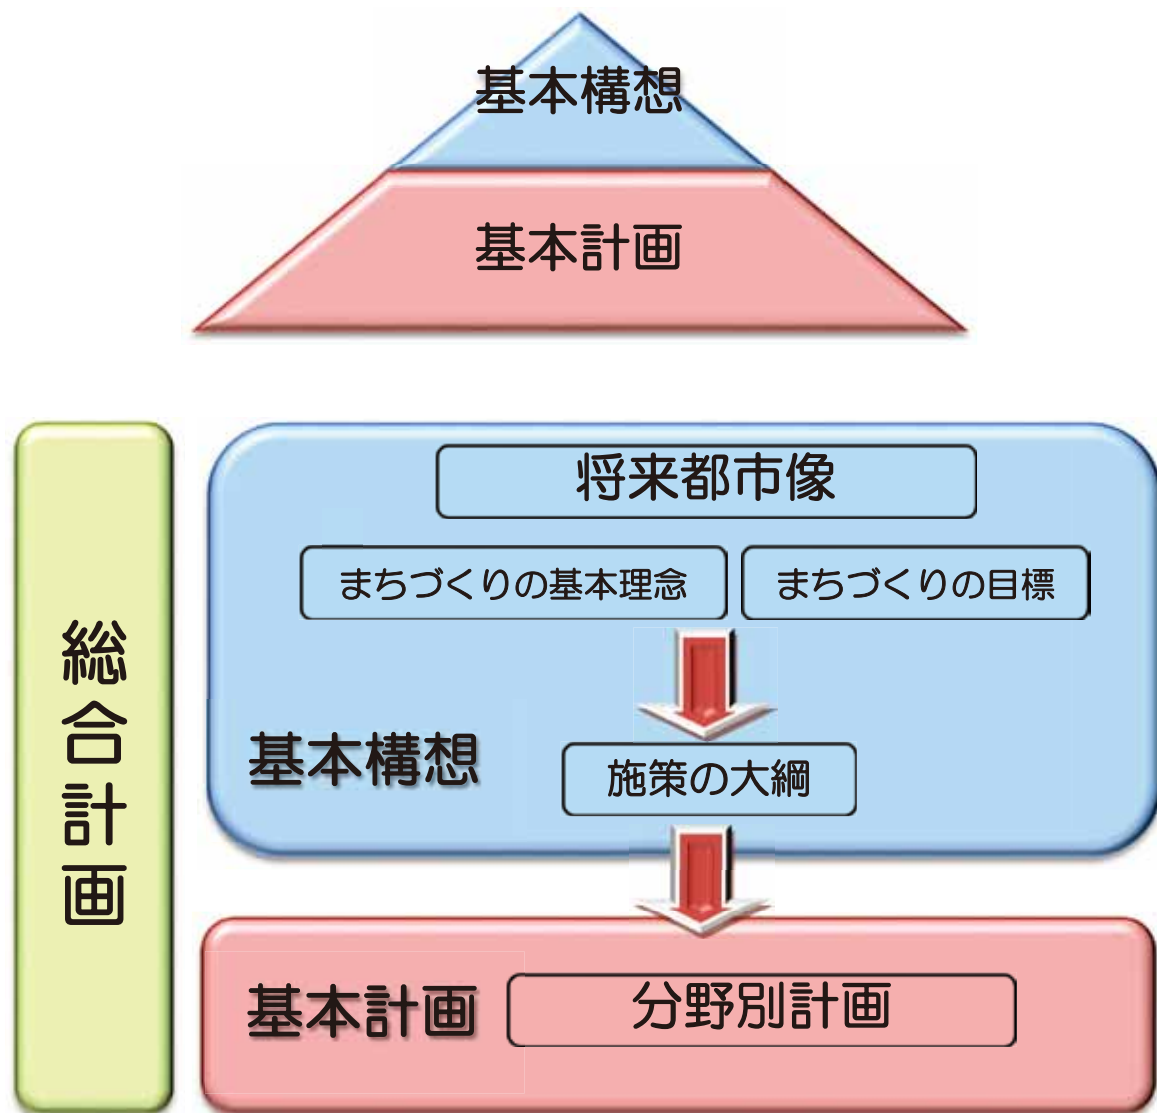 基本構想
基本計画
総合計画
将来都市像
まちづくりの基本理念
まちづくりの目標
基本構想
施策の大綱
基本計画
分野別計画